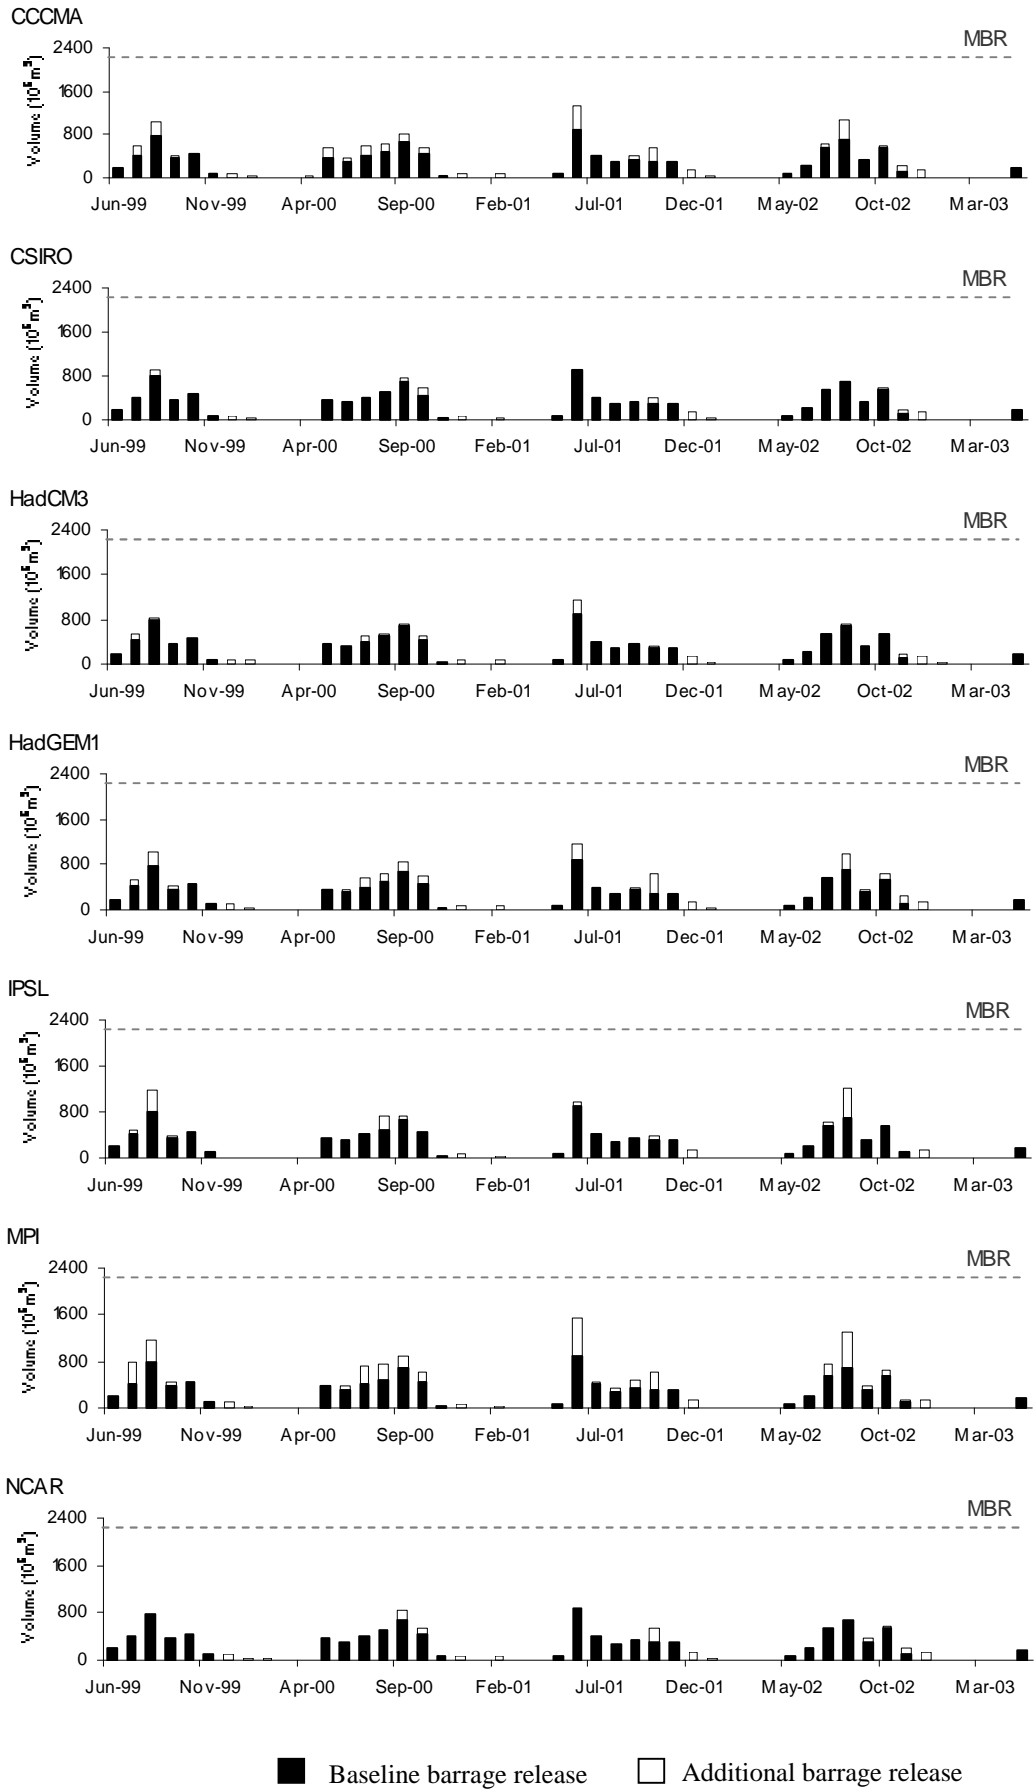 CCCMA
MBR
Volume (10⁶m³)
2400
1600
800
0
Jun-99 Nov-99 Apr-00 Sep-00 Feb-01 Jul-01 Dec-01 May-02 Oct-02 Mar-03
CSIRO
MBR
Volume (10⁶m³)
2400
1600
800
0
Jun-99 Nov-99 Apr-00 Sep-00 Feb-01 Jul-01 Dec-01 May-02 Oct-02 Mar-03
HadCM3
MBR
Volume (10⁶m³)
2400
1600
800
0
Jun-99 Nov-99 Apr-00 Sep-00 Feb-01 Jul-01 Dec-01 May-02 Oct-02 Mar-03
HadGEM1
MBR
Volume (10⁶m³)
2400
1600
800
0
Jun-99 Nov-99 Apr-00 Sep-00 Feb-01 Jul-01 Dec-01 May-02 Oct-02 Mar-03
IPSL
MBR
Volume (10⁶m³)
2400
1600
800
0
Jun-99 Nov-99 Apr-00 Sep-00 Feb-01 Jul-01 Dec-01 May-02 Oct-02 Mar-03
MPI
MBR
Volume (10⁶m³)
2400
1600
800
0
Jun-99 Nov-99 Apr-00 Sep-00 Feb-01 Jul-01 Dec-01 May-02 Oct-02 Mar-03
NCAR
MBR
Volume (10⁶m³)
2400
1600
800
0
Jun-99 Nov-99 Apr-00 Sep-00 Feb-01 Jul-01 Dec-01 May-02 Oct-02 Mar-03
Baseline barrage release Additional barrage release